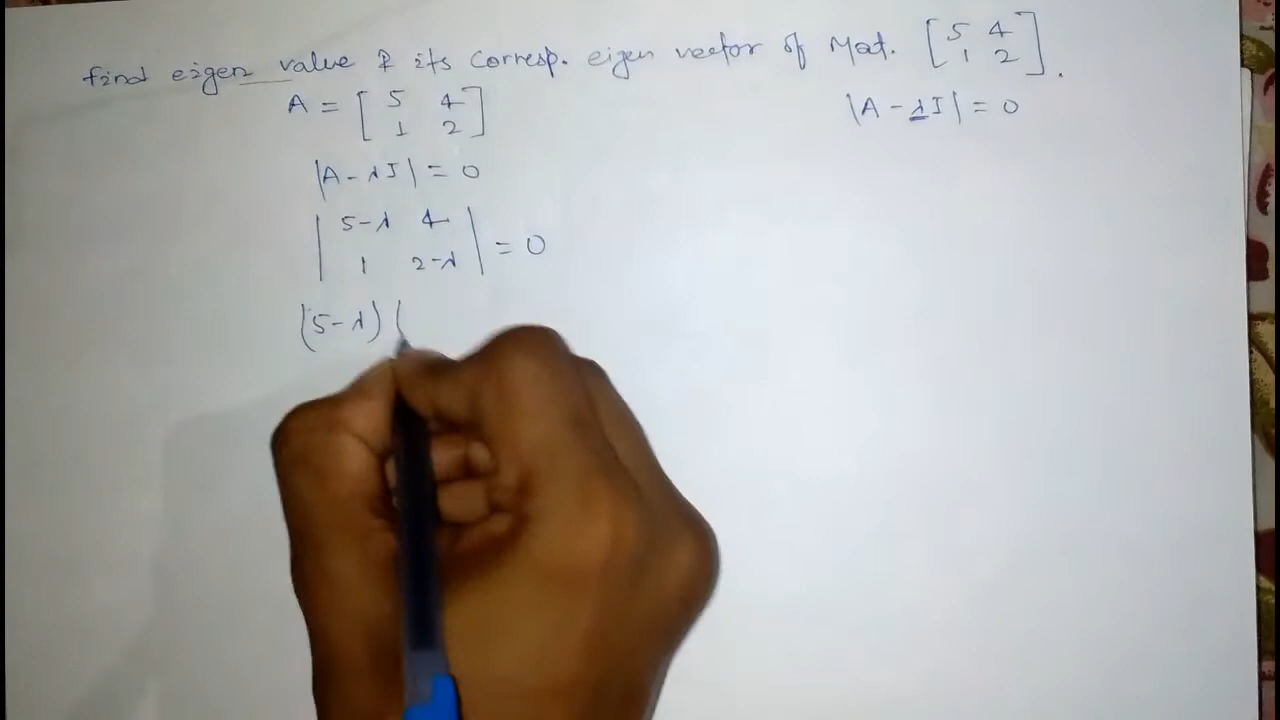 find eigen value & its corresp. eigen vector of Mat. [5 4
1 2].
A = [5 4
1 2]
|A - λI| = 0
|A - λI| = 0
|5-λ 4
1 2-λ| = 0
(5-λ)(